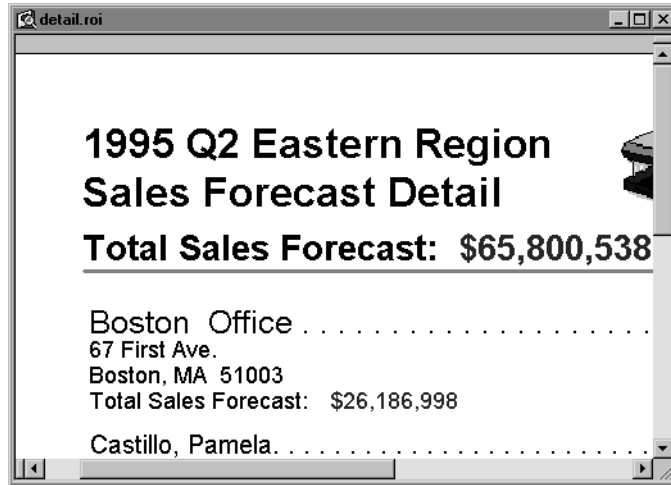 detail.roi
1995 Q2 Eastern Region
Sales Forecast Detail
Total Sales Forecast: $65,800,538
Boston Office . . . . . . . . . . . . . . . . . . . . . .
67 First Ave.
Boston, MA 51003
Total Sales Forecast: $26,186,998
Castillo, Pamela. . . . . . . . . . . . . . . . . . . . . . . .